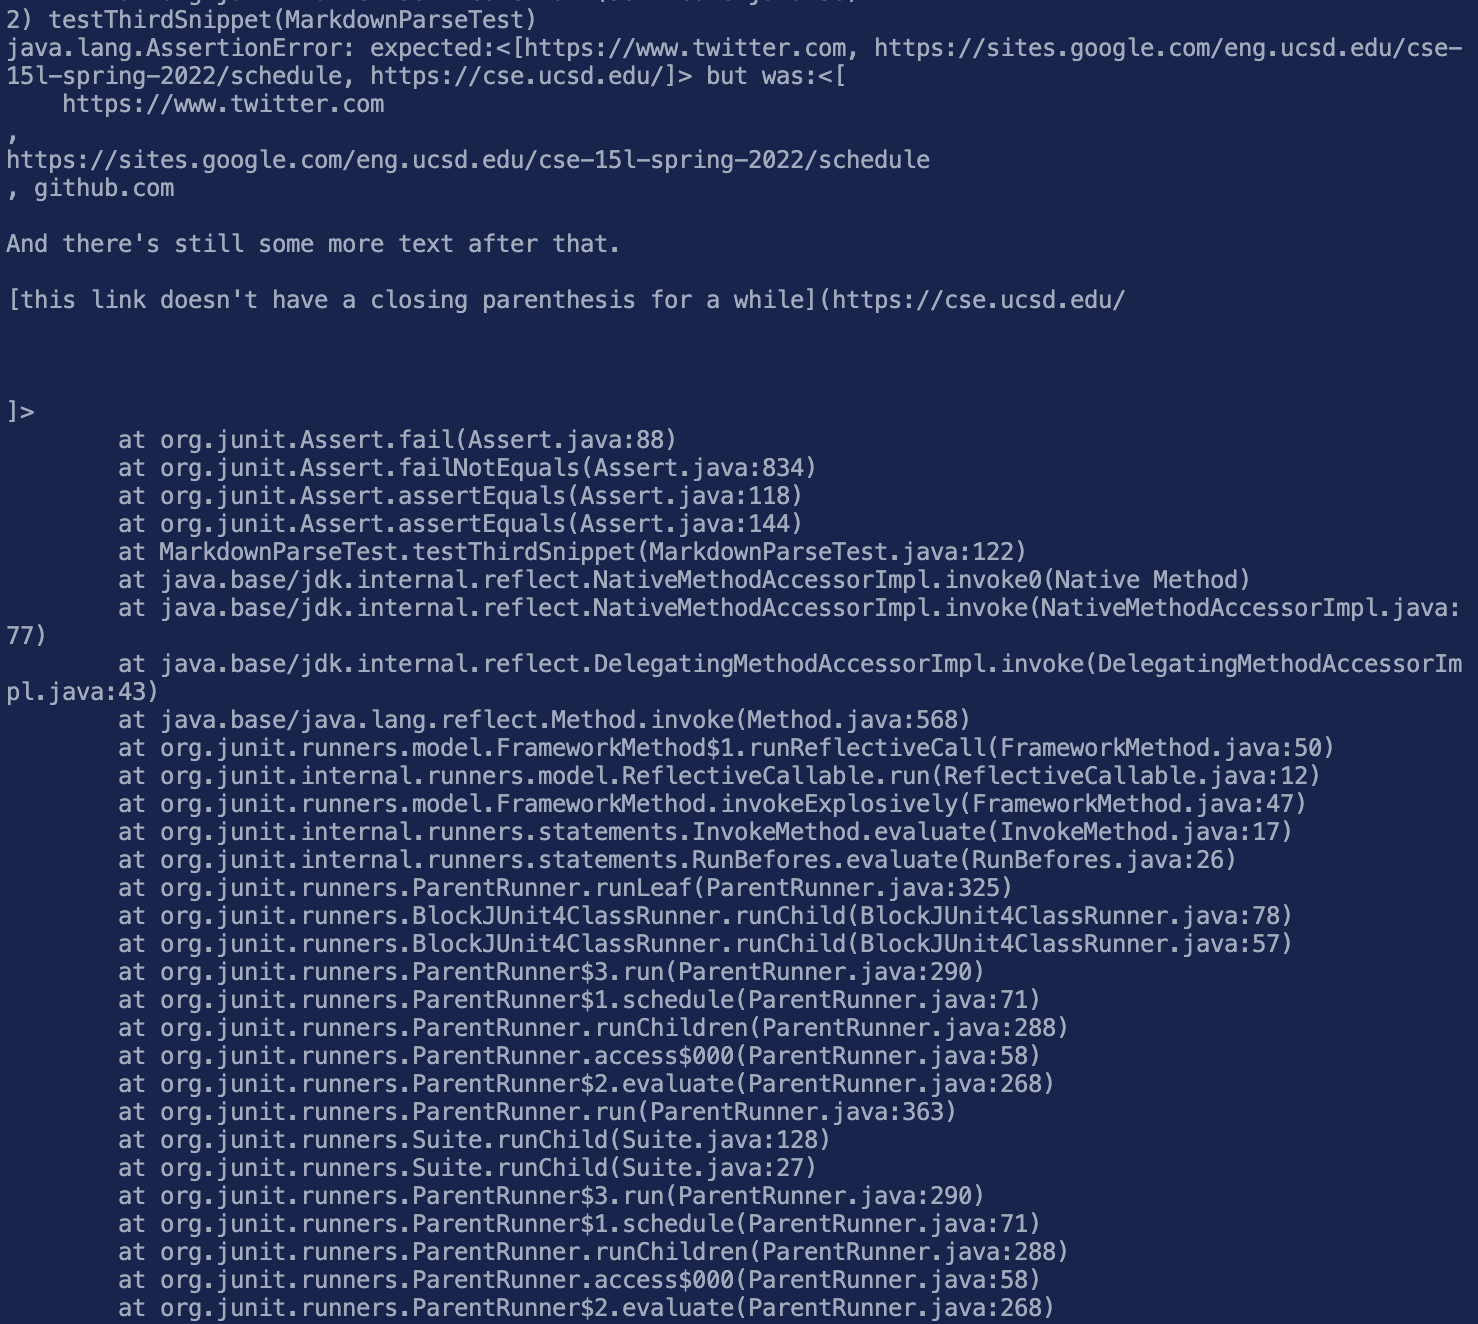 2) testThirdSnippet(MarkdownParseTest)
java.lang.AssertionError: expected:<[https://www.twitter.com, https://sites.google.com/eng.ucsd.edu/cse-
15l-spring-2022/schedule, https://cse.ucsd.edu/]> but was:<[
    https://www.twitter.com
,
https://sites.google.com/eng.ucsd.edu/cse-15l-spring-2022/schedule
, github.com

And there's still some more text after that.

[this link doesn't have a closing parenthesis for a while](https://cse.ucsd.edu/



]>
        at org.junit.Assert.fail(Assert.java:88)
        at org.junit.Assert.failNotEquals(Assert.java:834)
        at org.junit.Assert.assertEquals(Assert.java:118)
        at org.junit.Assert.assertEquals(Assert.java:144)
        at MarkdownParseTest.testThirdSnippet(MarkdownParseTest.java:122)
        at java.base/jdk.internal.reflect.NativeMethodAccessorImpl.invoke0(Native Method)
        at java.base/jdk.internal.reflect.NativeMethodAccessorImpl.invoke(NativeMethodAccessorImpl.java:
77)
        at java.base/jdk.internal.reflect.DelegatingMethodAccessorImpl.invoke(DelegatingMethodAccessorIm
pl.java:43)
        at java.base/java.lang.reflect.Method.invoke(Method.java:568)
        at org.junit.runners.model.FrameworkMethod$1.runReflectiveCall(FrameworkMethod.java:50)
        at org.junit.internal.runners.model.ReflectiveCallable.run(ReflectiveCallable.java:12)
        at org.junit.runners.model.FrameworkMethod.invokeExplosively(FrameworkMethod.java:47)
        at org.junit.internal.runners.statements.InvokeMethod.evaluate(InvokeMethod.java:17)
        at org.junit.internal.runners.statements.RunBefores.evaluate(RunBefores.java:26)
        at org.junit.runners.ParentRunner.runLeaf(ParentRunner.java:325)
        at org.junit.runners.BlockJUnit4ClassRunner.runChild(BlockJUnit4ClassRunner.java:78)
        at org.junit.runners.BlockJUnit4ClassRunner.runChild(BlockJUnit4ClassRunner.java:57)
        at org.junit.runners.ParentRunner$3.run(ParentRunner.java:290)
        at org.junit.runners.ParentRunner$1.schedule(ParentRunner.java:71)
        at org.junit.runners.ParentRunner.runChildren(ParentRunner.java:288)
        at org.junit.runners.ParentRunner.access$000(ParentRunner.java:58)
        at org.junit.runners.ParentRunner$2.evaluate(ParentRunner.java:268)
        at org.junit.runners.ParentRunner.run(ParentRunner.java:363)
        at org.junit.runners.Suite.runChild(Suite.java:128)
        at org.junit.runners.Suite.runChild(Suite.java:27)
        at org.junit.runners.ParentRunner$3.run(ParentRunner.java:290)
        at org.junit.runners.ParentRunner$1.schedule(ParentRunner.java:71)
        at org.junit.runners.ParentRunner.runChildren(ParentRunner.java:288)
        at org.junit.runners.ParentRunner.access$000(ParentRunner.java:58)
        at org.junit.runners.ParentRunner$2.evaluate(ParentRunner.java:268)